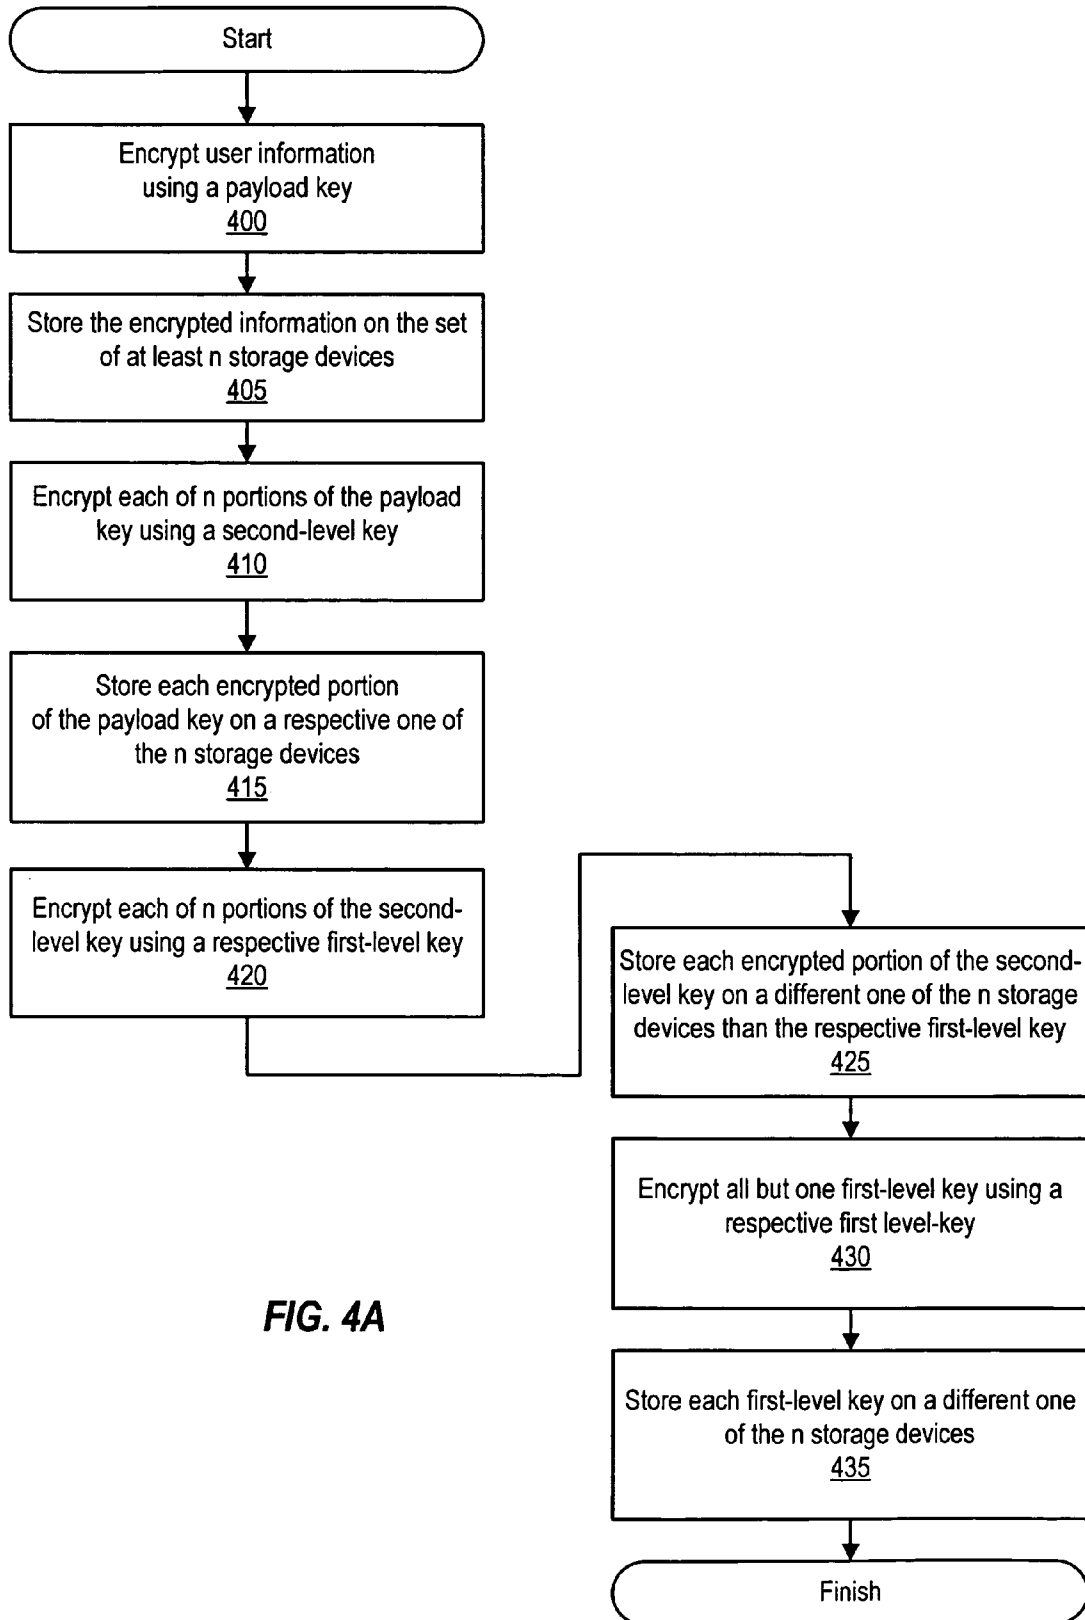 Start
Encrypt user information
using a payload key
400
Store the encrypted information on the set
of at least n storage devices
405
Encrypt each of n portions of the payload
key using a second-level key
410
Store each encrypted portion
of the payload key on a respective one of
the n storage devices
415
Encrypt each of n portions of the second-
level key using a respective first-level key
420
Store each encrypted portion of the second-
level key on a different one of the n storage
devices than the respective first-level key
425
Encrypt all but one first-level key using a
respective first level-key
430
Store each first-level key on a different one
of the n storage devices
435
Finish
FIG. 4A